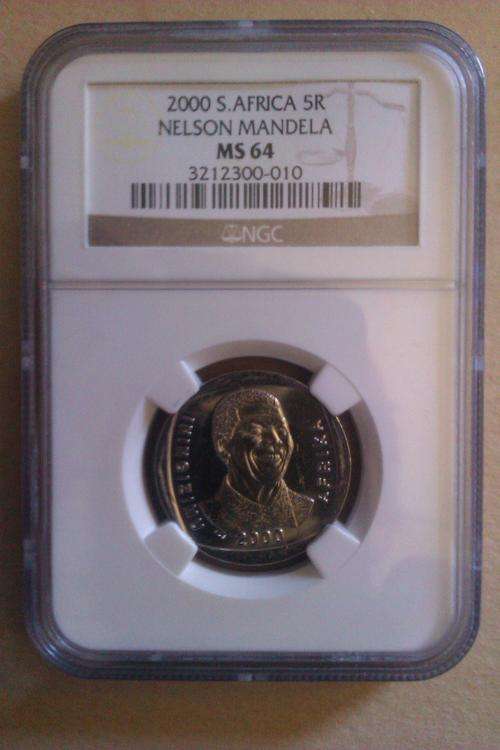 2000 S.AFRICA 5R
NELSON MANDELA
MS 64
3212300-010
NGC
AFRIKA
2000